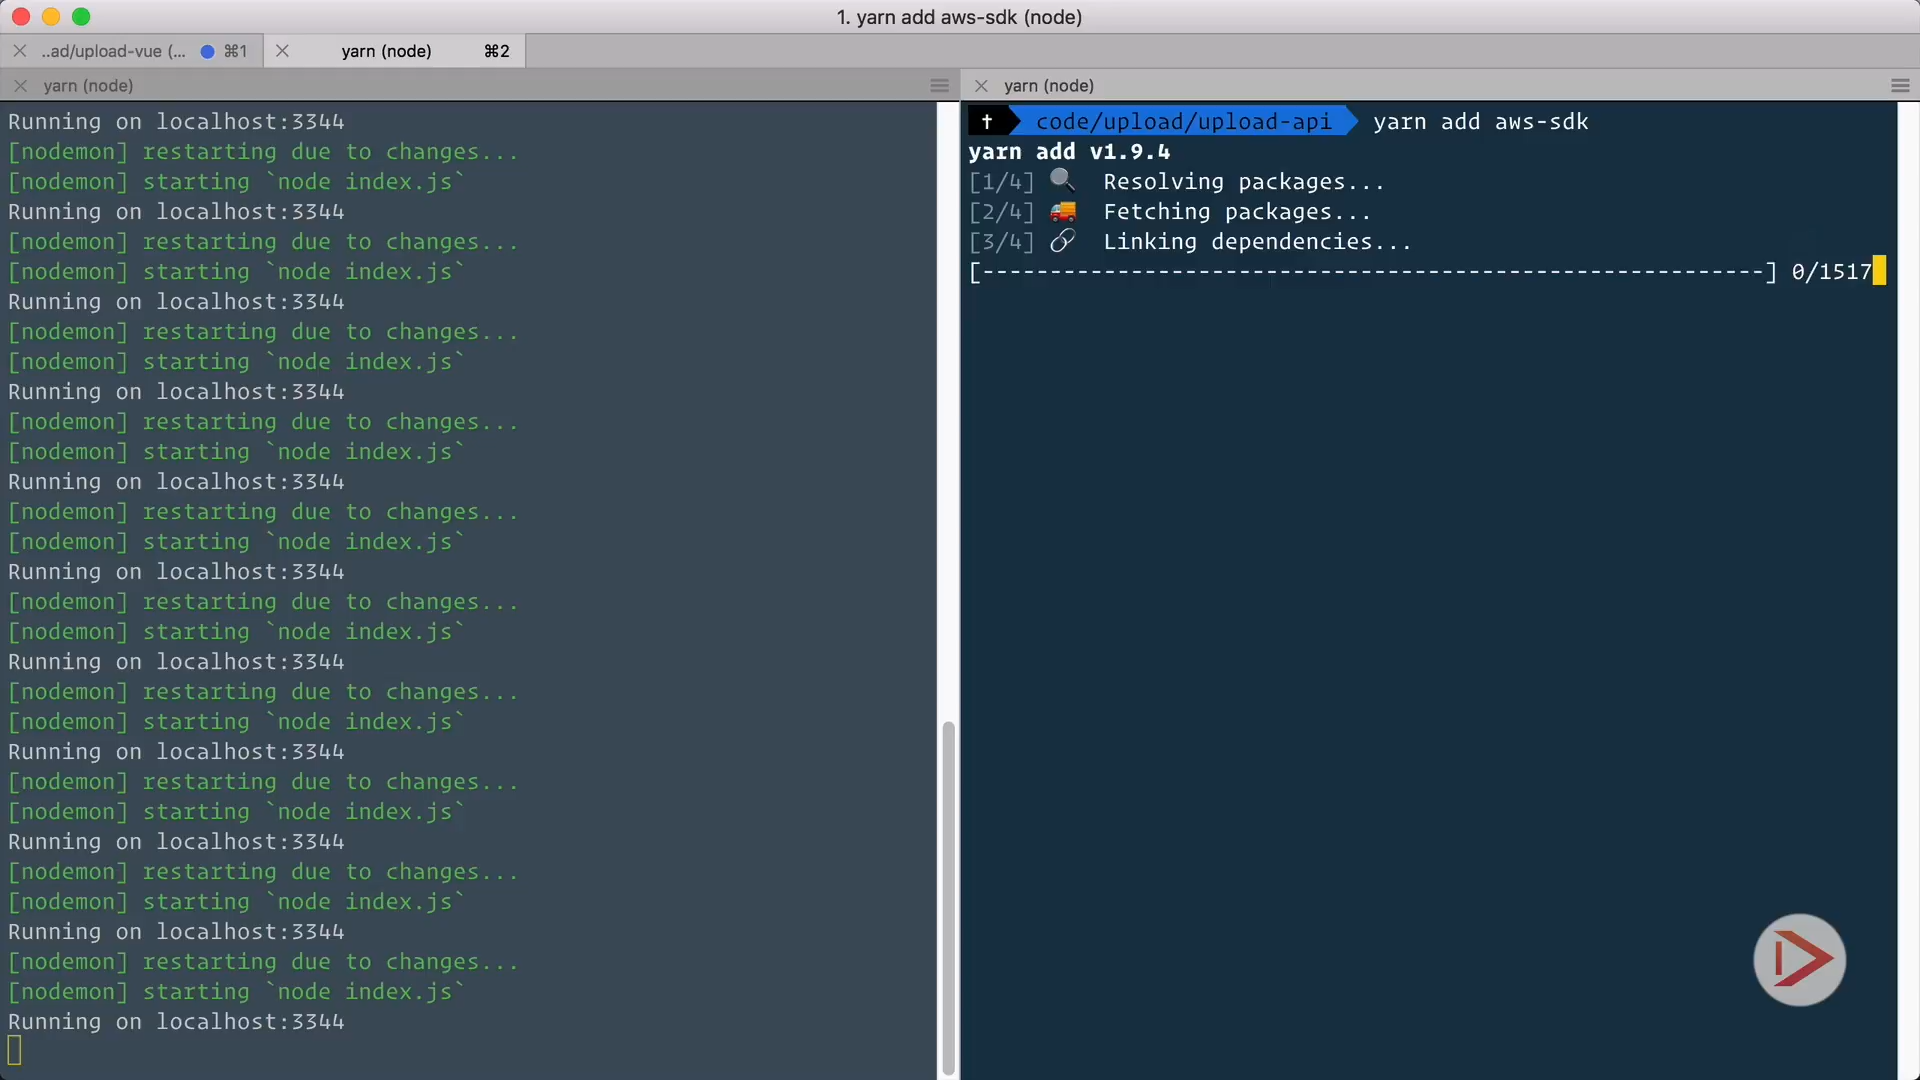 1. yarn add aws-sdk (node)
..ad/upload-vue (... ⌘1
yarn (node) ⌘2
yarn (node)
Running on localhost:3344
[nodemon] restarting due to changes...
[nodemon] starting `node index.js`
Running on localhost:3344
[nodemon] restarting due to changes...
[nodemon] starting `node index.js`
Running on localhost:3344
[nodemon] restarting due to changes...
[nodemon] starting `node index.js`
Running on localhost:3344
[nodemon] restarting due to changes...
[nodemon] starting `node index.js`
Running on localhost:3344
[nodemon] restarting due to changes...
[nodemon] starting `node index.js`
Running on localhost:3344
[nodemon] restarting due to changes...
[nodemon] starting `node index.js`
Running on localhost:3344
[nodemon] restarting due to changes...
[nodemon] starting `node index.js`
Running on localhost:3344
[nodemon] restarting due to changes...
[nodemon] starting `node index.js`
Running on localhost:3344
[nodemon] restarting due to changes...
[nodemon] starting `node index.js`
Running on localhost:3344
[nodemon] restarting due to changes...
[nodemon] starting `node index.js`
Running on localhost:3344
yarn (node)
† code/upload/upload-api yarn add aws-sdk
yarn add v1.9.4
[1/4] 🔍 Resolving packages...
[2/4] 🚚 Fetching packages...
[3/4] 🔗 Linking dependencies...
[----------------------------------------------------------] 0/1517